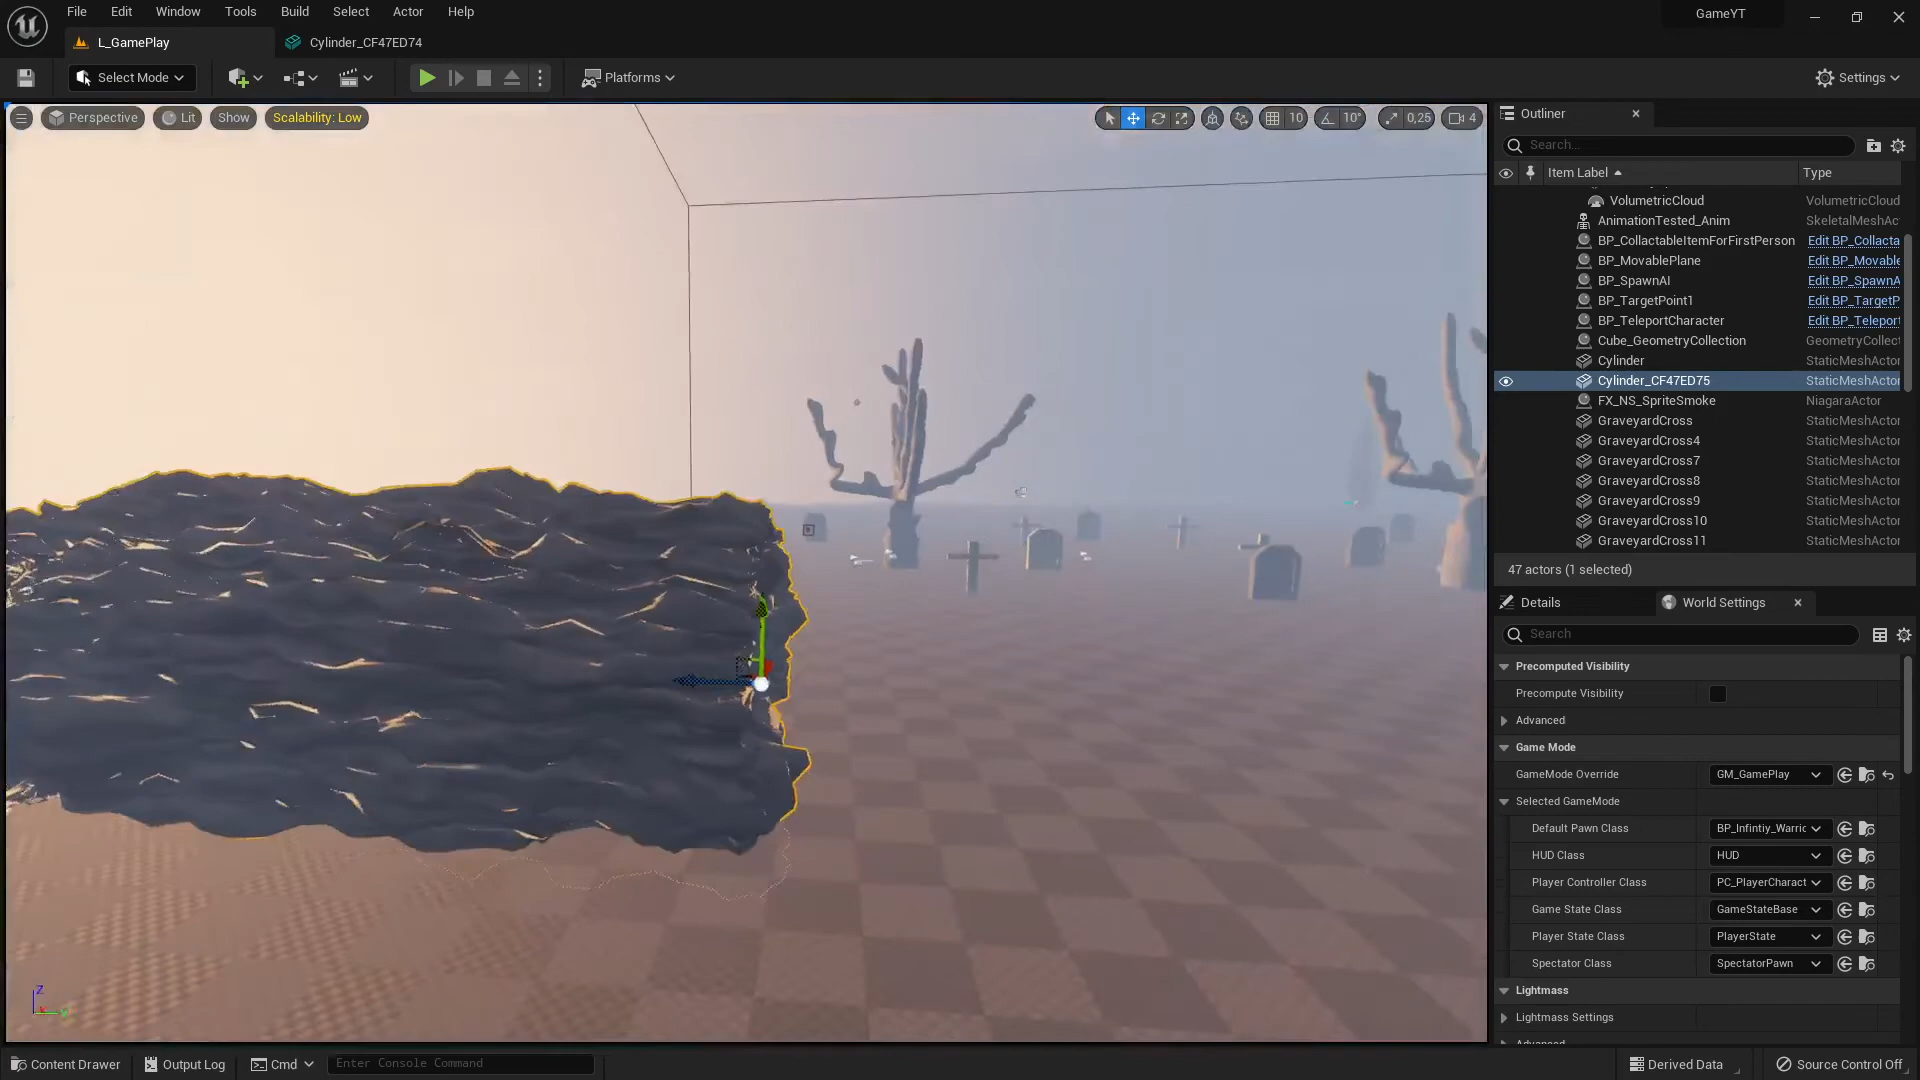 File Edit Window Tools Build Select Actor Help
GameYT
L_GamePlay
Cylinder_CF47ED74
Select Mode
Platforms
Settings
Perspective
Lit
Show
Scalability: Low
10
10°
0,25
4
Outliner
Search...
Item Label
Type
VolumetricCloud VolumetricCloud
AnimationTested_Anim SkeletalMeshAc
BP_CollactableItemForFirstPerson Edit BP_Collacta
BP_MovablePlane Edit BP_Movable
BP_SpawnAI Edit BP_SpawnA
BP_TargetPoint1 Edit BP_TargetP
BP_TeleportCharacter Edit BP_Teleport
Cube_GeometryCollection GeometryCollect
Cylinder StaticMeshActor
Cylinder_CF47ED75 StaticMeshActor
FX_NS_SpriteSmoke NiagaraActor
GraveyardCross StaticMeshActor
GraveyardCross4 StaticMeshActor
GraveyardCross7 StaticMeshActor
GraveyardCross8 StaticMeshActor
GraveyardCross9 StaticMeshActor
GraveyardCross10 StaticMeshActor
GraveyardCross11 StaticMeshActor
47 actors (1 selected)
Details
World Settings
Search
Precomputed Visibility
Precompute Visibility
Advanced
Game Mode
GameMode Override GM_GamePlay
Selected GameMode
Default Pawn Class BP_Infintiy_Warric
HUD Class HUD
Player Controller Class PC_PlayerCharact
Game State Class GameStateBase
Player State Class PlayerState
Spectator Class SpectatorPawn
Lightmass
Lightmass Settings
Advanced
Z
Content Drawer
Output Log
Cmd
Enter Console Command
Derived Data
Source Control Off